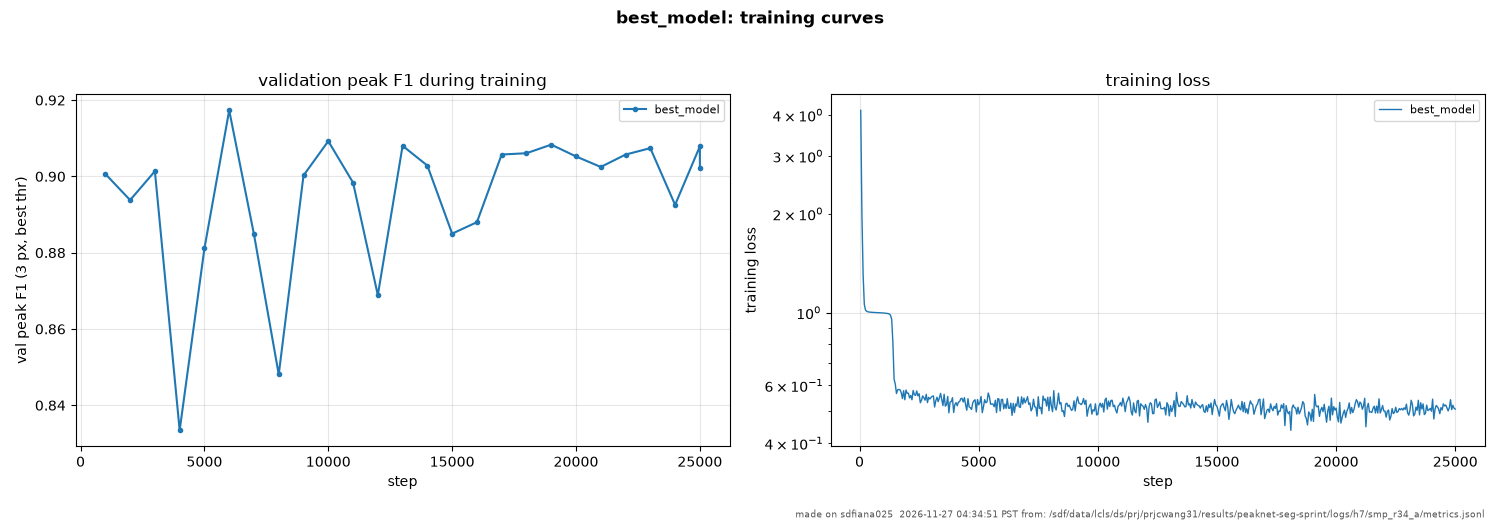 best_model: training curves
validation peak F1 during training
val peak F1 (3 px, best thr)
0.92
0.90
0.88
0.86
0.84
best_model
0
5000
10000
15000
20000
25000
step
training loss
training loss
4 × 10⁰
3 × 10⁰
2 × 10⁰
10⁰
6 × 10⁻¹
4 × 10⁻¹
best_model
0
5000
10000
15000
20000
25000
step
made on sdfiana025 2026-11-27 04:34:51 PST from: /sdf/data/lcls/ds/prj/prjcwang31/results/peaknet-seg-sprint/logs/h7/smp_r34_a/metrics.jsonl